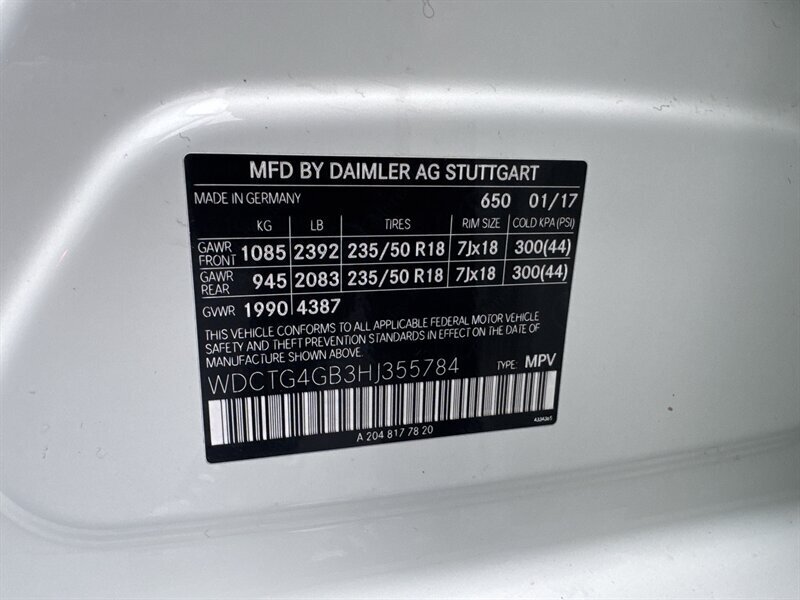 MFD BY DAIMLER AG STUTTGART
MADE IN GERMANY 650 01/17
KG LB TIRES RIM SIZE COLD KPA (PSI)
GAWR FRONT 1085 2392 235/50 R18 7Jx18 300(44)
GAWR REAR 945 2083 235/50 R18 7Jx18 300(44)
GVWR 1990 4387
THIS VEHICLE CONFORMS TO ALL APPLICABLE FEDERAL MOTOR VEHICLE
SAFETY AND THEFT PREVENTION STANDARDS IN EFFECT ON THE DATE OF
MANUFACTURE SHOWN ABOVE.
WDCTG4GB3HJ355784 TYPE: MPV
A 204 817 78 20